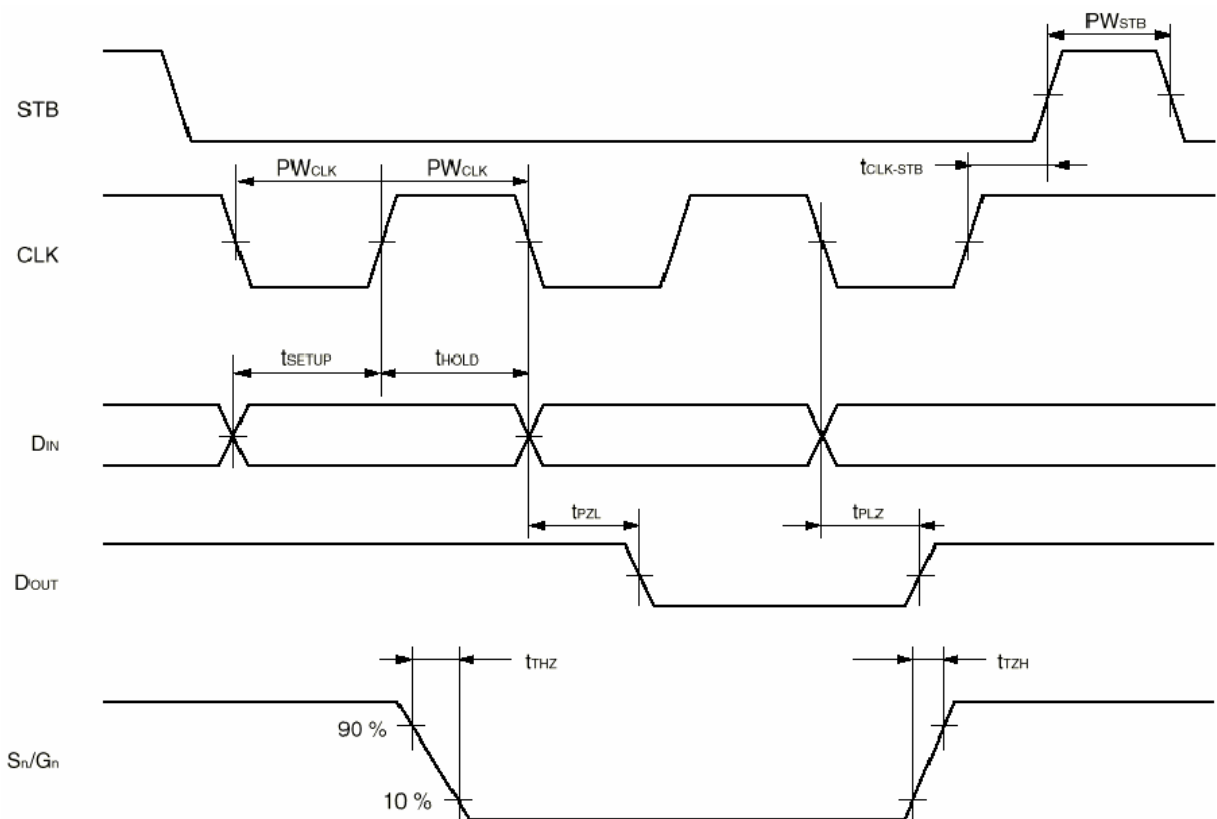 PWSTB
STB
tCLK-STB
PWCLK PWCLK
CLK
tSETUP tHOLD
DIN
tPZL tPLZ
DOUT
tTHZ tTZH
90 %
Sn/Gn
10 %